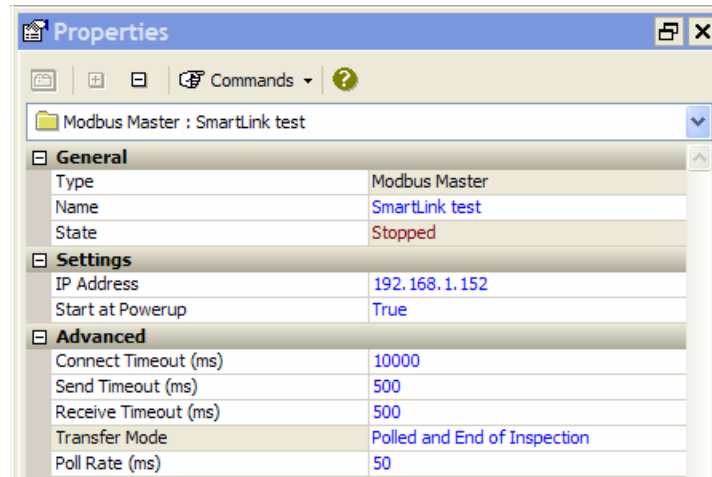 Properties
Commands
Modbus Master : SmartLink test
General
Type Modbus Master
Name SmartLink test
State Stopped
Settings
IP Address 192.168.1.152
Start at Powerup True
Advanced
Connect Timeout (ms) 10000
Send Timeout (ms) 500
Receive Timeout (ms) 500
Transfer Mode Polled and End of Inspection
Poll Rate (ms) 50